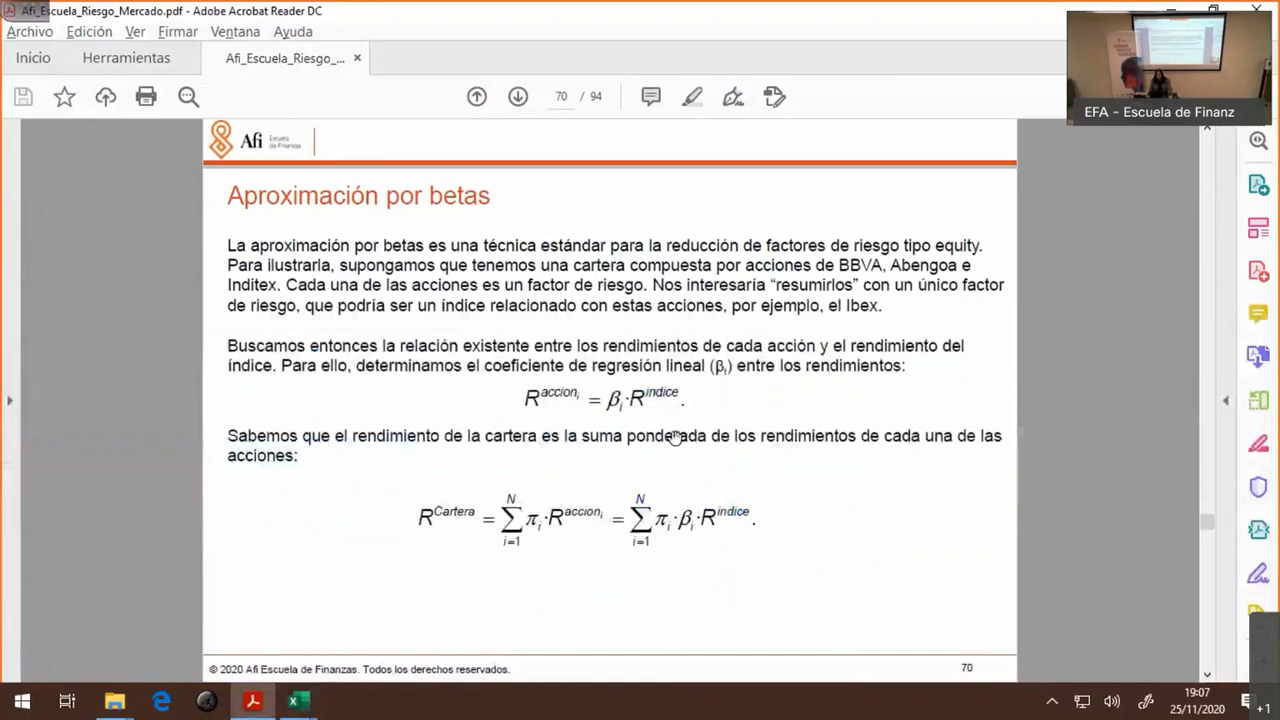 Afi_Escuela_Riesgo_Mercado.pdf - Adobe Acrobat Reader DC
Archivo Edición Ver Firmar Ventana Ayuda
Inicio Herramientas Afi_Escuela_Riesgo_... ×
70 / 94
EFA - Escuela de Finanz
Afi Escuela de Finanzas
Aproximación por betas
La aproximación por betas es una técnica estándar para la reducción de factores de riesgo tipo equity.
Para ilustrarla, supongamos que tenemos una cartera compuesta por acciones de BBVA, Abengoa e
Inditex. Cada una de las acciones es un factor de riesgo. Nos interesaría “resumirlos” con un único factor
de riesgo, que podría ser un índice relacionado con estas acciones, por ejemplo, el Ibex.
Buscamos entonces la relación existente entre los rendimientos de cada acción y el rendimiento del
índice. Para ello, determinamos el coeficiente de regresión lineal (βᵢ) entre los rendimientos:
R^{accion_i} = β_i·R^{indice}.
Sabemos que el rendimiento de la cartera es la suma ponderada de los rendimientos de cada una de las
acciones:
R^{Cartera} = ∑_{i=1}^{N} π_i·R^{accion_i} = ∑_{i=1}^{N} π_i·β_i·R^{indice}.
© 2020 Afi Escuela de Finanzas. Todos los derechos reservados.
70
19:07
25/11/2020
+1